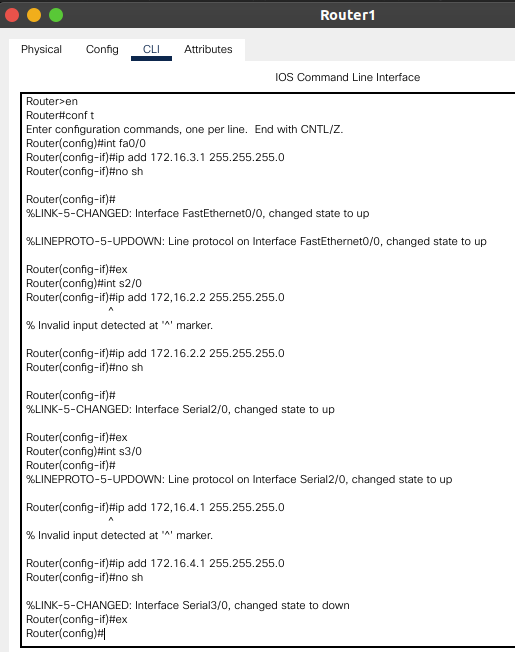 Router1
Physical Config CLI Attributes
IOS Command Line Interface
Router>en
Router#conf t
Enter configuration commands, one per line. End with CNTL/Z.
Router(config)#int fa0/0
Router(config-if)#ip add 172.16.3.1 255.255.255.0
Router(config-if)#no sh
Router(config-if)#
%LINK-5-CHANGED: Interface FastEthernet0/0, changed state to up
%LINEPROTO-5-UPDOWN: Line protocol on Interface FastEthernet0/0, changed state to up
Router(config-if)#ex
Router(config)#int s2/0
Router(config-if)#ip add 172,16.2.2 255.255.255.0
^
% Invalid input detected at '^' marker.
Router(config-if)#ip add 172.16.2.2 255.255.255.0
Router(config-if)#no sh
Router(config-if)#
%LINK-5-CHANGED: Interface Serial2/0, changed state to up
Router(config-if)#ex
Router(config)#int s3/0
Router(config-if)#
%LINEPROTO-5-UPDOWN: Line protocol on Interface Serial2/0, changed state to up
Router(config-if)#ip add 172,16.4.1 255.255.255.0
^
% Invalid input detected at '^' marker.
Router(config-if)#ip add 172.16.4.1 255.255.255.0
Router(config-if)#no sh
%LINK-5-CHANGED: Interface Serial3/0, changed state to down
Router(config-if)#ex
Router(config)#